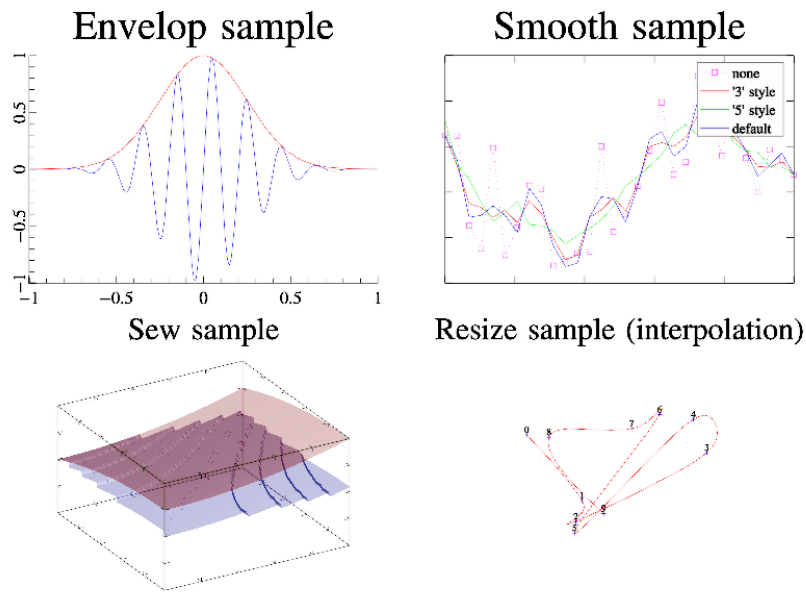 Envelop sample
Smooth sample
1
0.5
0
−0.5
−1
−1
−0.5
0
0.5
1
none
'3' style
'5' style
default
Sew sample
Resize sample (interpolation)
0
8
7
6
4
3
1
2
9
5